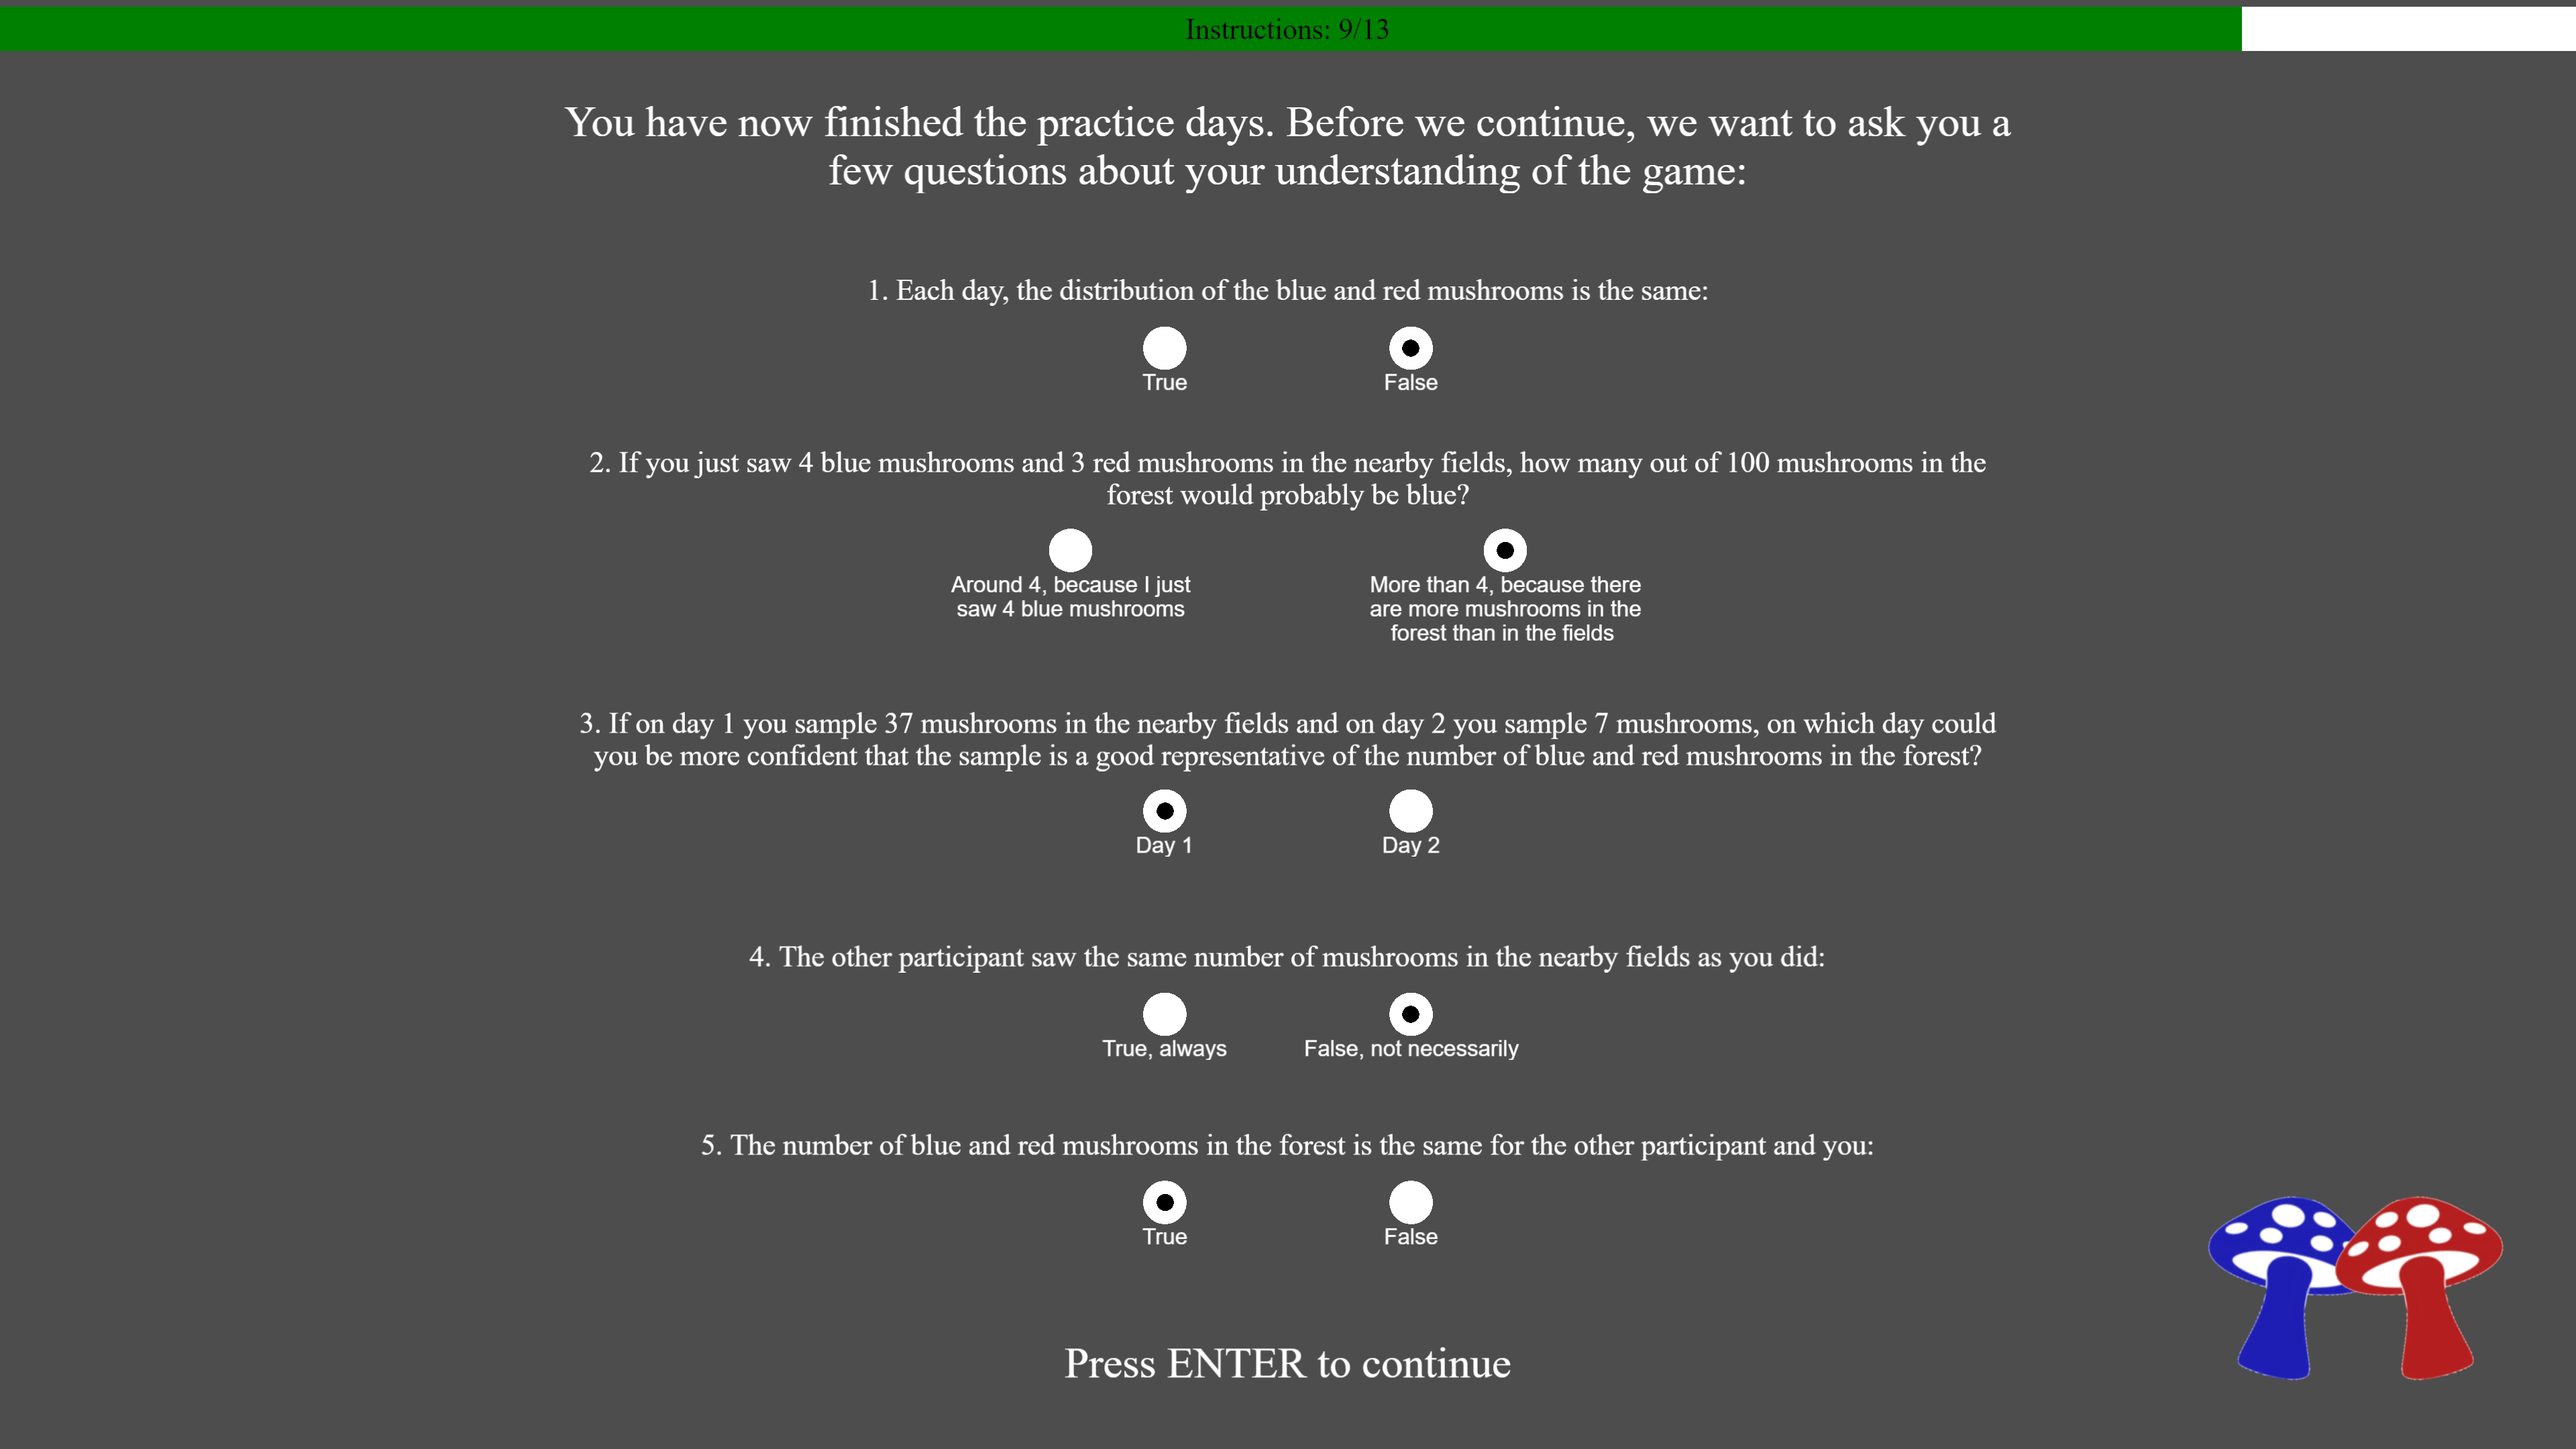 Instructions: 9/13
You have now finished the practice days. Before we continue, we want to ask you a
few questions about your understanding of the game:
1. Each day, the distribution of the blue and red mushrooms is the same:
True False
2. If you just saw 4 blue mushrooms and 3 red mushrooms in the nearby fields, how many out of 100 mushrooms in the
forest would probably be blue?
Around 4, because I just
saw 4 blue mushrooms
More than 4, because there
are more mushrooms in the
forest than in the fields
3. If on day 1 you sample 37 mushrooms in the nearby fields and on day 2 you sample 7 mushrooms, on which day could
you be more confident that the sample is a good representative of the number of blue and red mushrooms in the forest?
Day 1 Day 2
4. The other participant saw the same number of mushrooms in the nearby fields as you did:
True, always False, not necessarily
5. The number of blue and red mushrooms in the forest is the same for the other participant and you:
True False
Press ENTER to continue